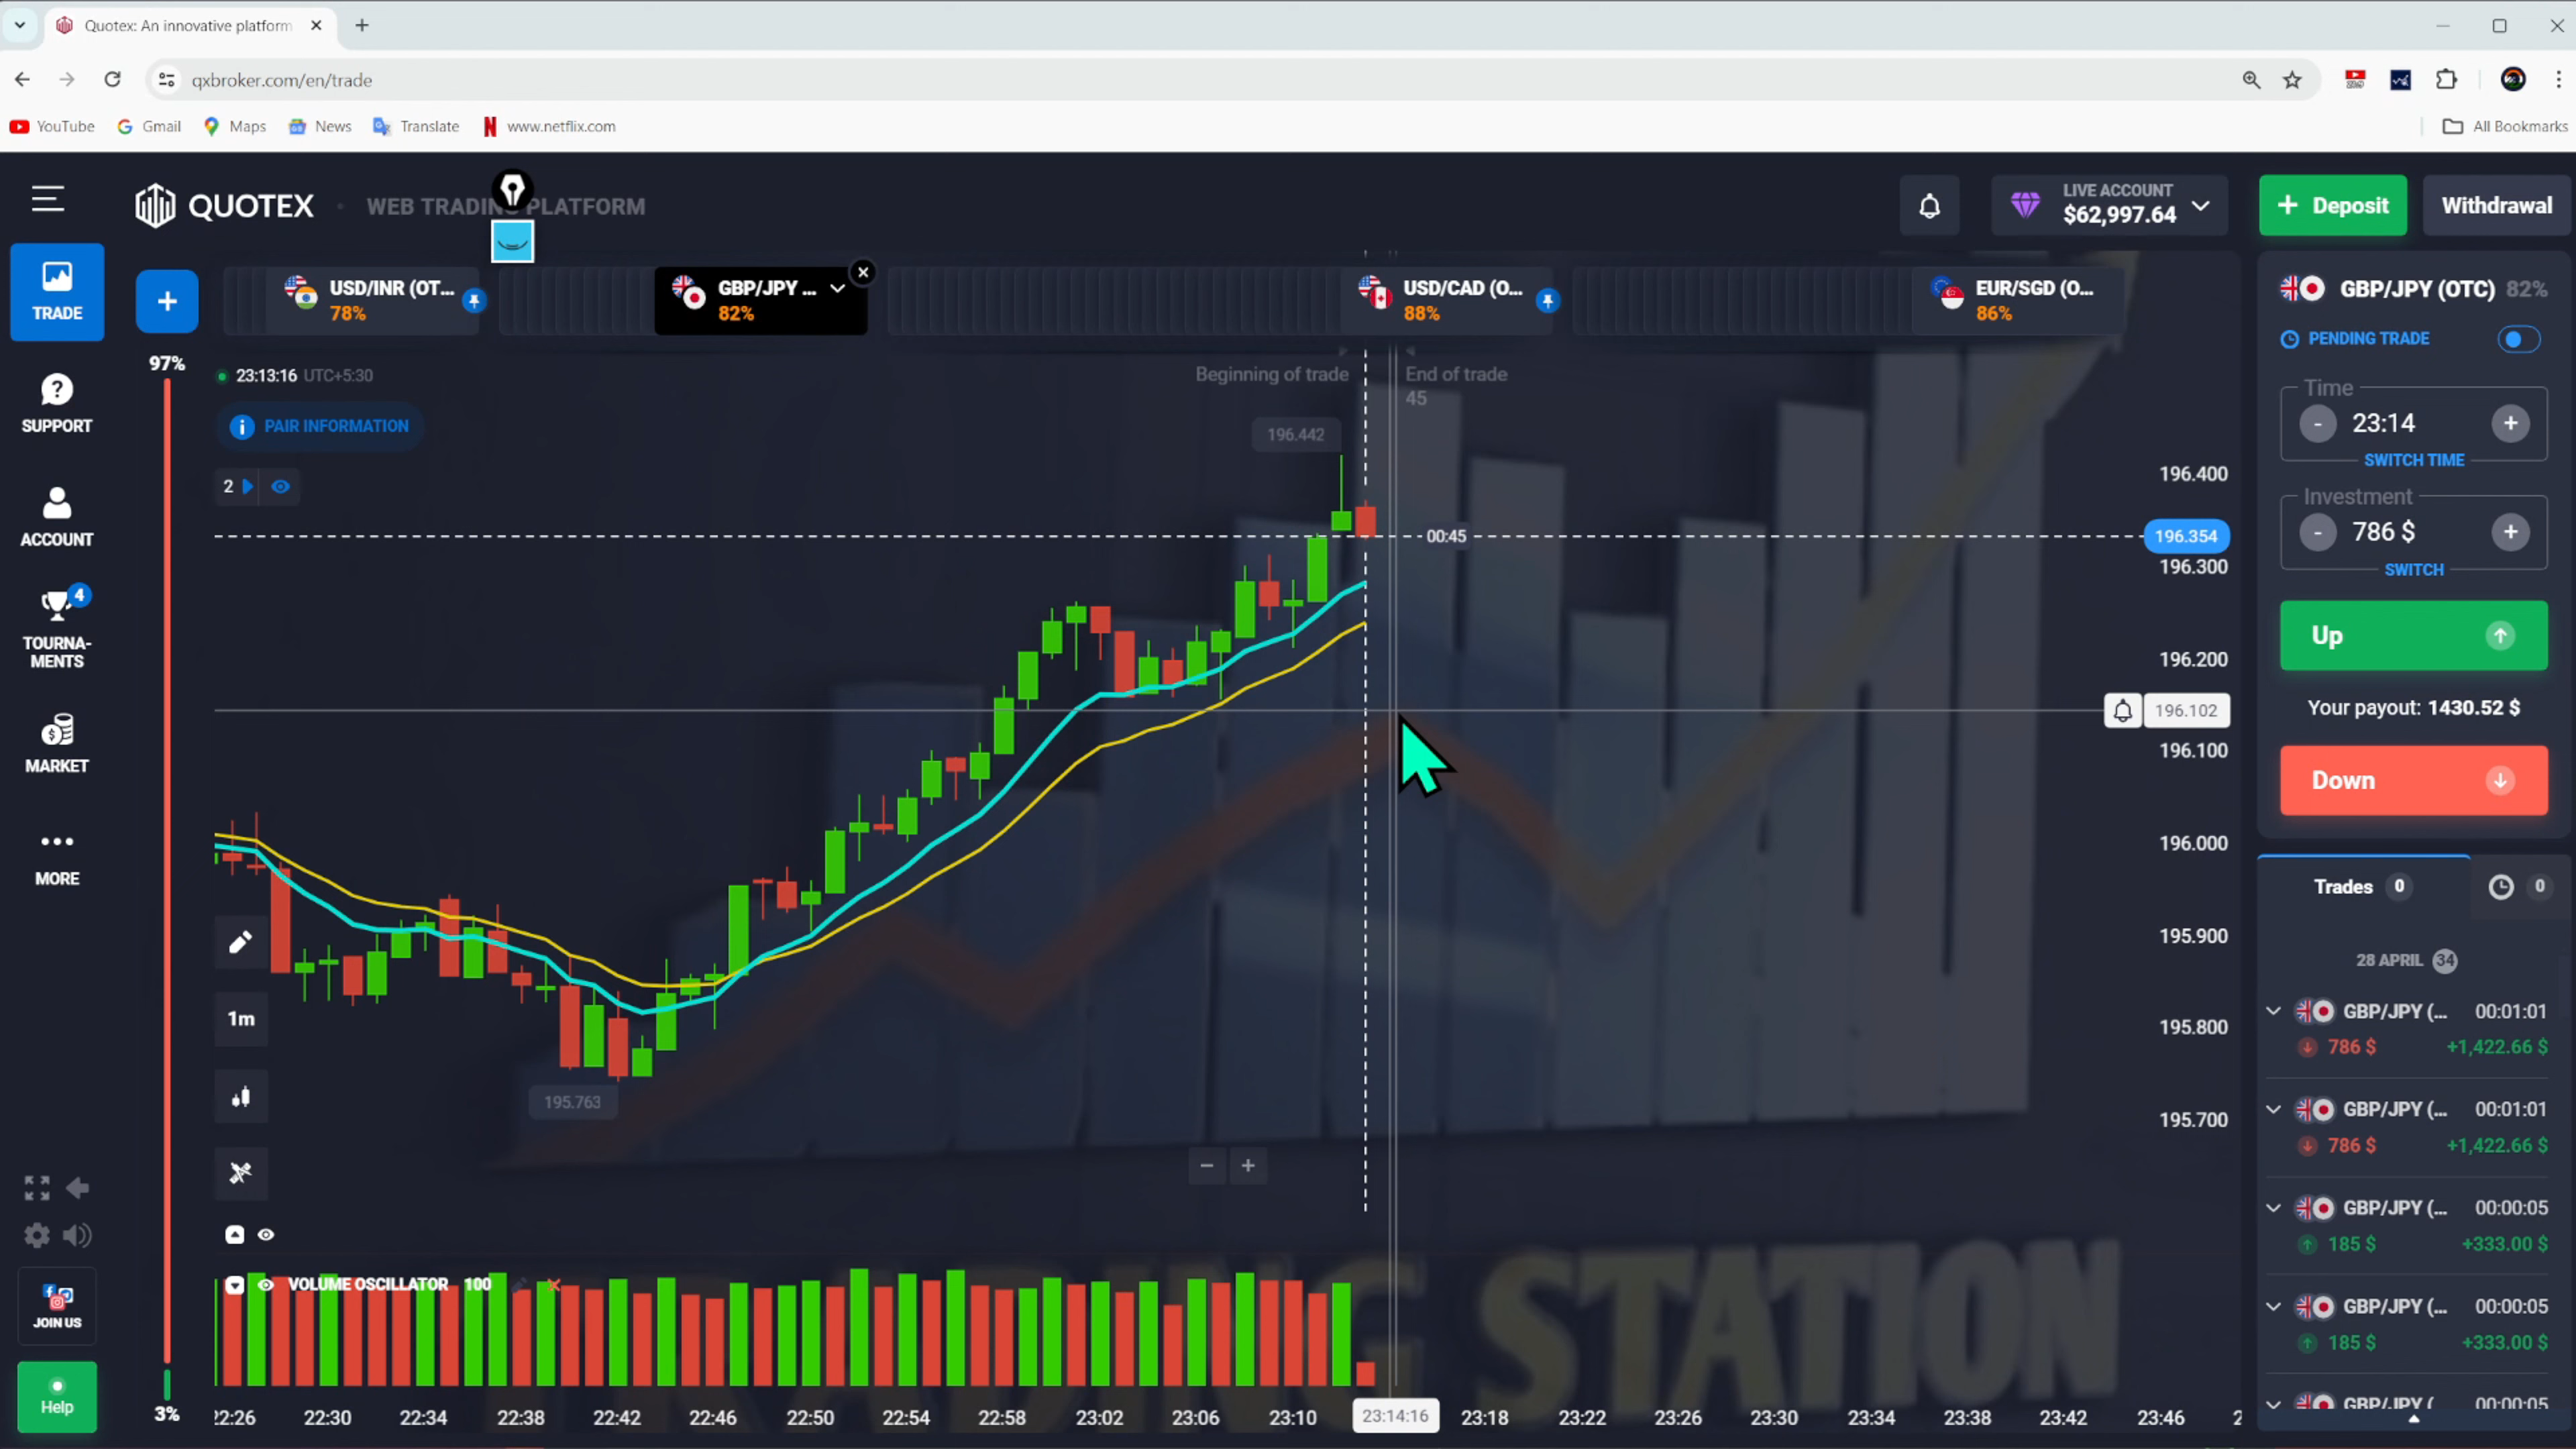 Quotex: An innovative platform
qxbroker.com/en/trade
YouTube
Gmail
Maps
News
Translate
www.netflix.com
All Bookmarks
QUOTEX
WEB TRADING PLATFORM
LIVE ACCOUNT
$62,997.64
+ Deposit
Withdrawal
TRADE
SUPPORT
ACCOUNT
4
TOURNA-
MENTS
MARKET
MORE
JOIN US
Help
USD/INR (OT...
78%
GBP/JPY ...
82%
USD/CAD (O...
88%
EUR/SGD (O...
86%
97%
3%
23:13:16 UTC+5:30
PAIR INFORMATION
2
Beginning of trade
End of trade
45
196.442
00:45
195.763
1m
196.400
196.354
196.300
196.200
196.102
196.100
196.000
195.900
195.800
195.700
VOLUME OSCILLATOR 100
STATION
22:26
22:30
22:34
22:38
22:42
22:46
22:50
22:54
22:58
23:02
23:06
23:10
23:14:16
23:18
23:22
23:26
23:30
23:34
23:38
23:42
23:46
2
GBP/JPY (OTC) 82%
PENDING TRADE
Time
- 23:14 +
SWITCH TIME
Investment
- 786 $ +
SWITCH
Up
Your payout: 1430.52 $
Down
Trades 0
0
28 APRIL 34
GBP/JPY (... 00:01:01
786 $ +1,422.66 $
GBP/JPY (... 00:01:01
786 $ +1,422.66 $
GBP/JPY (... 00:00:05
185 $ +333.00 $
GBP/JPY (... 00:00:05
185 $ +333.00 $
GBP/JPY ( 00:00:05